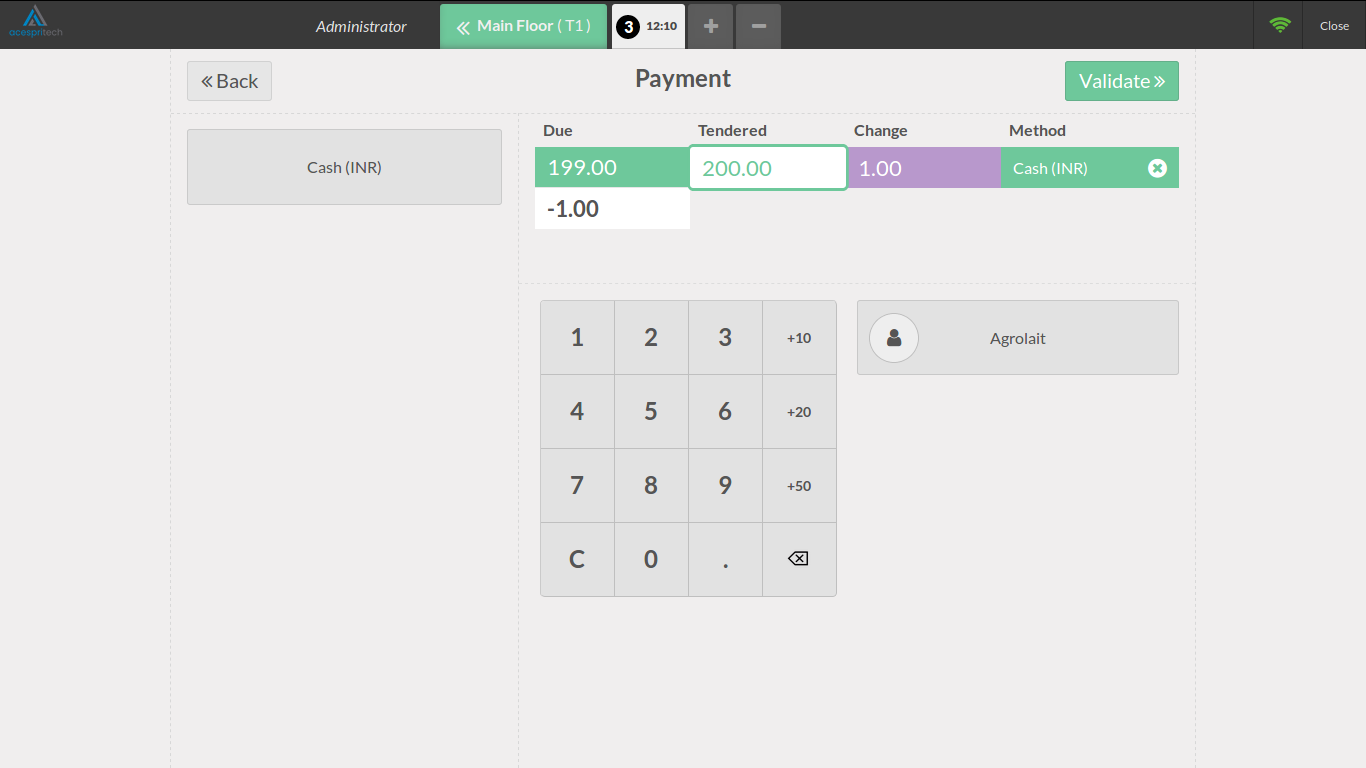 acespritech
Administrator
Main Floor ( T1 )
3 12:10
Close
Back
Payment
Validate
Cash (INR)
Due Tendered Change Method
199.00 200.00 1.00 Cash (INR)
-1.00
1 2 3 +10
Agrolait
4 5 6 +20
7 8 9 +50
C 0 .